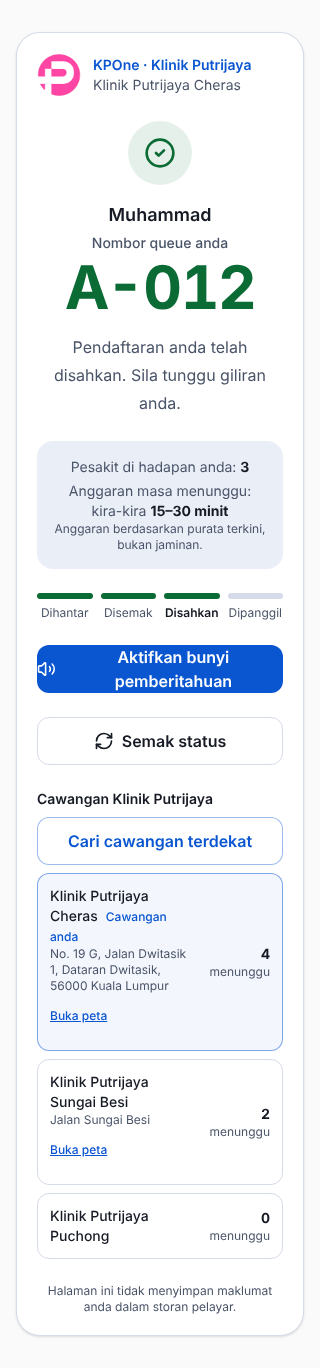 KPOne · Klinik Putrijaya
Klinik Putrijaya Cheras
Muhammad
Nombor queue anda
A-012
Pendaftaran anda telah
disahkan. Sila tunggu giliran
anda.
Pesakit di hadapan anda: 3
Anggaran masa menunggu:
kira-kira 15–30 minit
Anggaran berdasarkan purata terkini,
bukan jaminan.
Dihantar Disemak Disahkan Dipanggil
Aktifkan bunyi
pemberitahuan
Semak status
Cawangan Klinik Putrijaya
Cari cawangan terdekat
Klinik Putrijaya
Cheras Cawangan
anda
No. 19 G, Jalan Dwitasik
1, Dataran Dwitasik,
56000 Kuala Lumpur
Buka peta
4
menunggu
Klinik Putrijaya
Sungai Besi
Jalan Sungai Besi
Buka peta
2
menunggu
Klinik Putrijaya
Puchong
0
menunggu
Halaman ini tidak menyimpan maklumat
anda dalam storan pelayar.